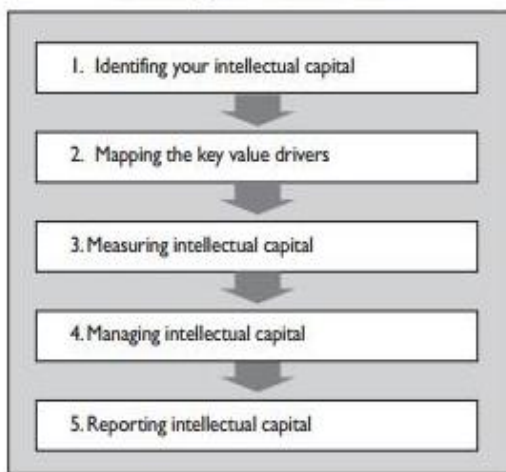 1. Identifing your intellectual capital
2. Mapping the key value drivers
3. Measuring intellectual capital
4. Managing intellectual capital
5. Reporting intellectual capital